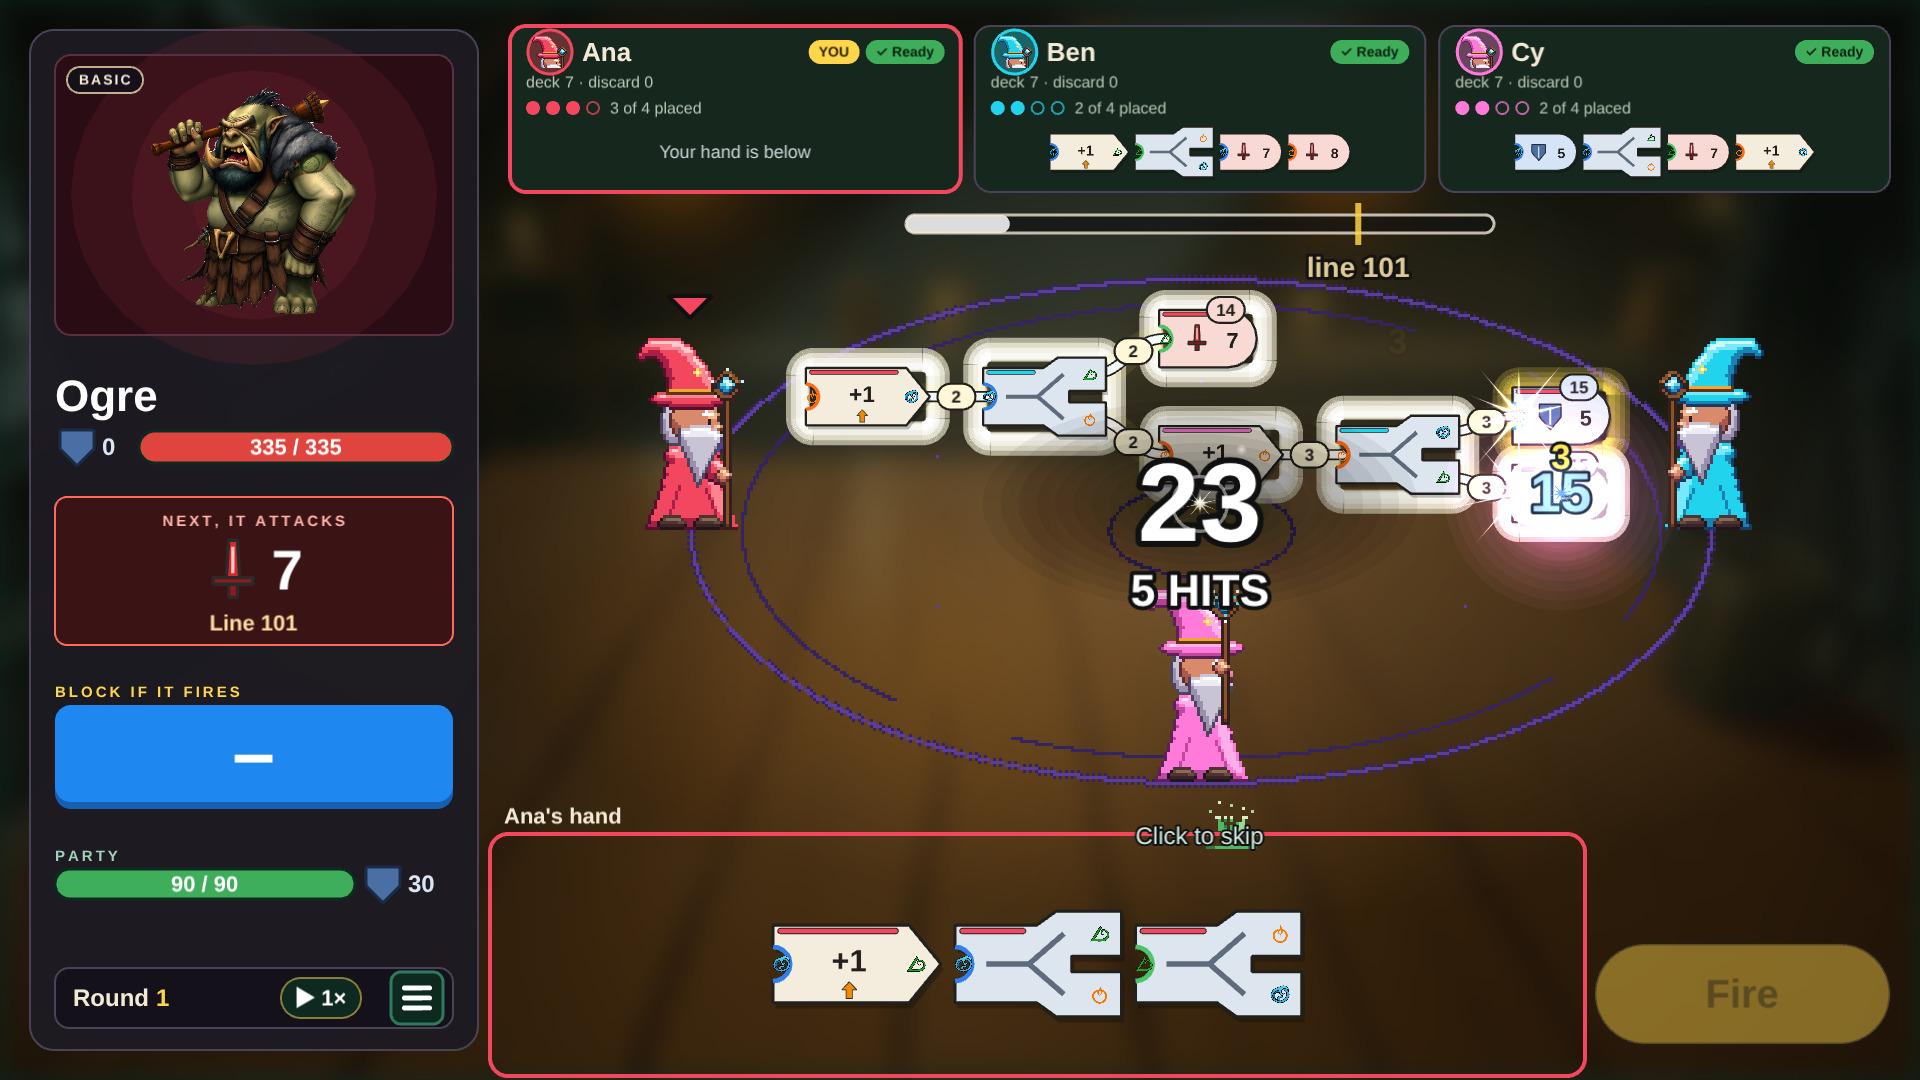 BASIC
Ogre
0
335 / 335
NEXT, IT ATTACKS
7
Line 101
BLOCK IF IT FIRES
–
PARTY
90 / 90
30
Round 1
1×
Ana
YOU
✓ Ready
deck 7 · discard 0
3 of 4 placed
Your hand is below
Ben
✓ Ready
deck 7 · discard 0
2 of 4 placed
+1
7
8
Cy
✓ Ready
deck 7 · discard 0
2 of 4 placed
5
7
+1
line 101
14
2
7
3
+1
2
15
3
5
2
+1
3
3
3
15
23
5 HITS
Ana's hand
Click to skip
+1
Fire